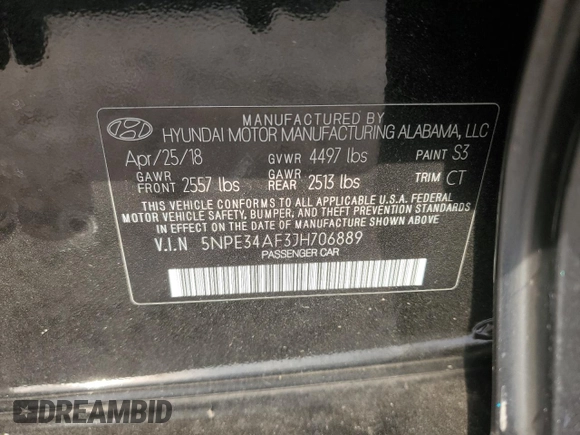 MANUFACTURED BY
HYUNDAI MOTOR MANUFACTURING ALABAMA, LLC
Apr/25/18 GVWR 4497 lbs PAINT S3
GAWR FRONT 2557 lbs GAWR REAR 2513 lbs TRIM CT
THIS VEHICLE CONFORMS TO ALL APPLICABLE U.S.A. FEDERAL
MOTOR VEHICLE SAFETY, BUMPER, AND THEFT PREVENTION STANDARDS
IN EFFECT ON THE DATE OF MANUFACTURE SHOWN ABOVE.
V.I.N 5NPE34AF3JH706889
PASSENGER CAR
DREAMBID